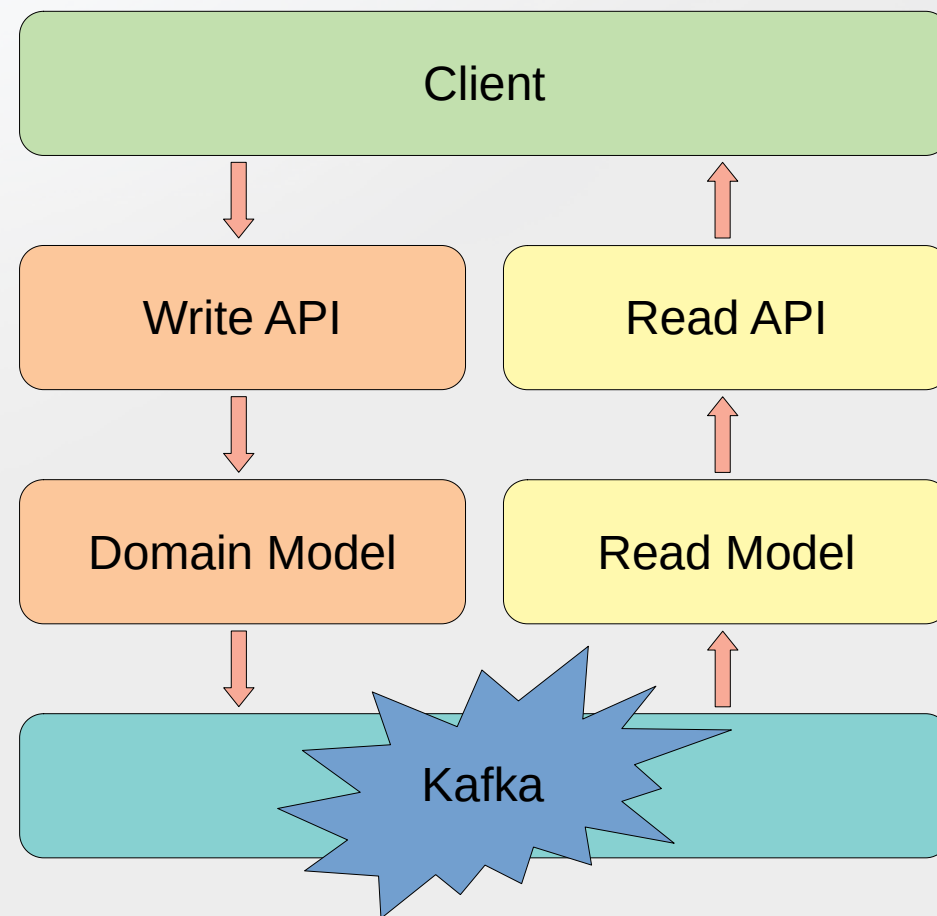 Client
Write API
Read API
Domain Model
Read Model
Kafka